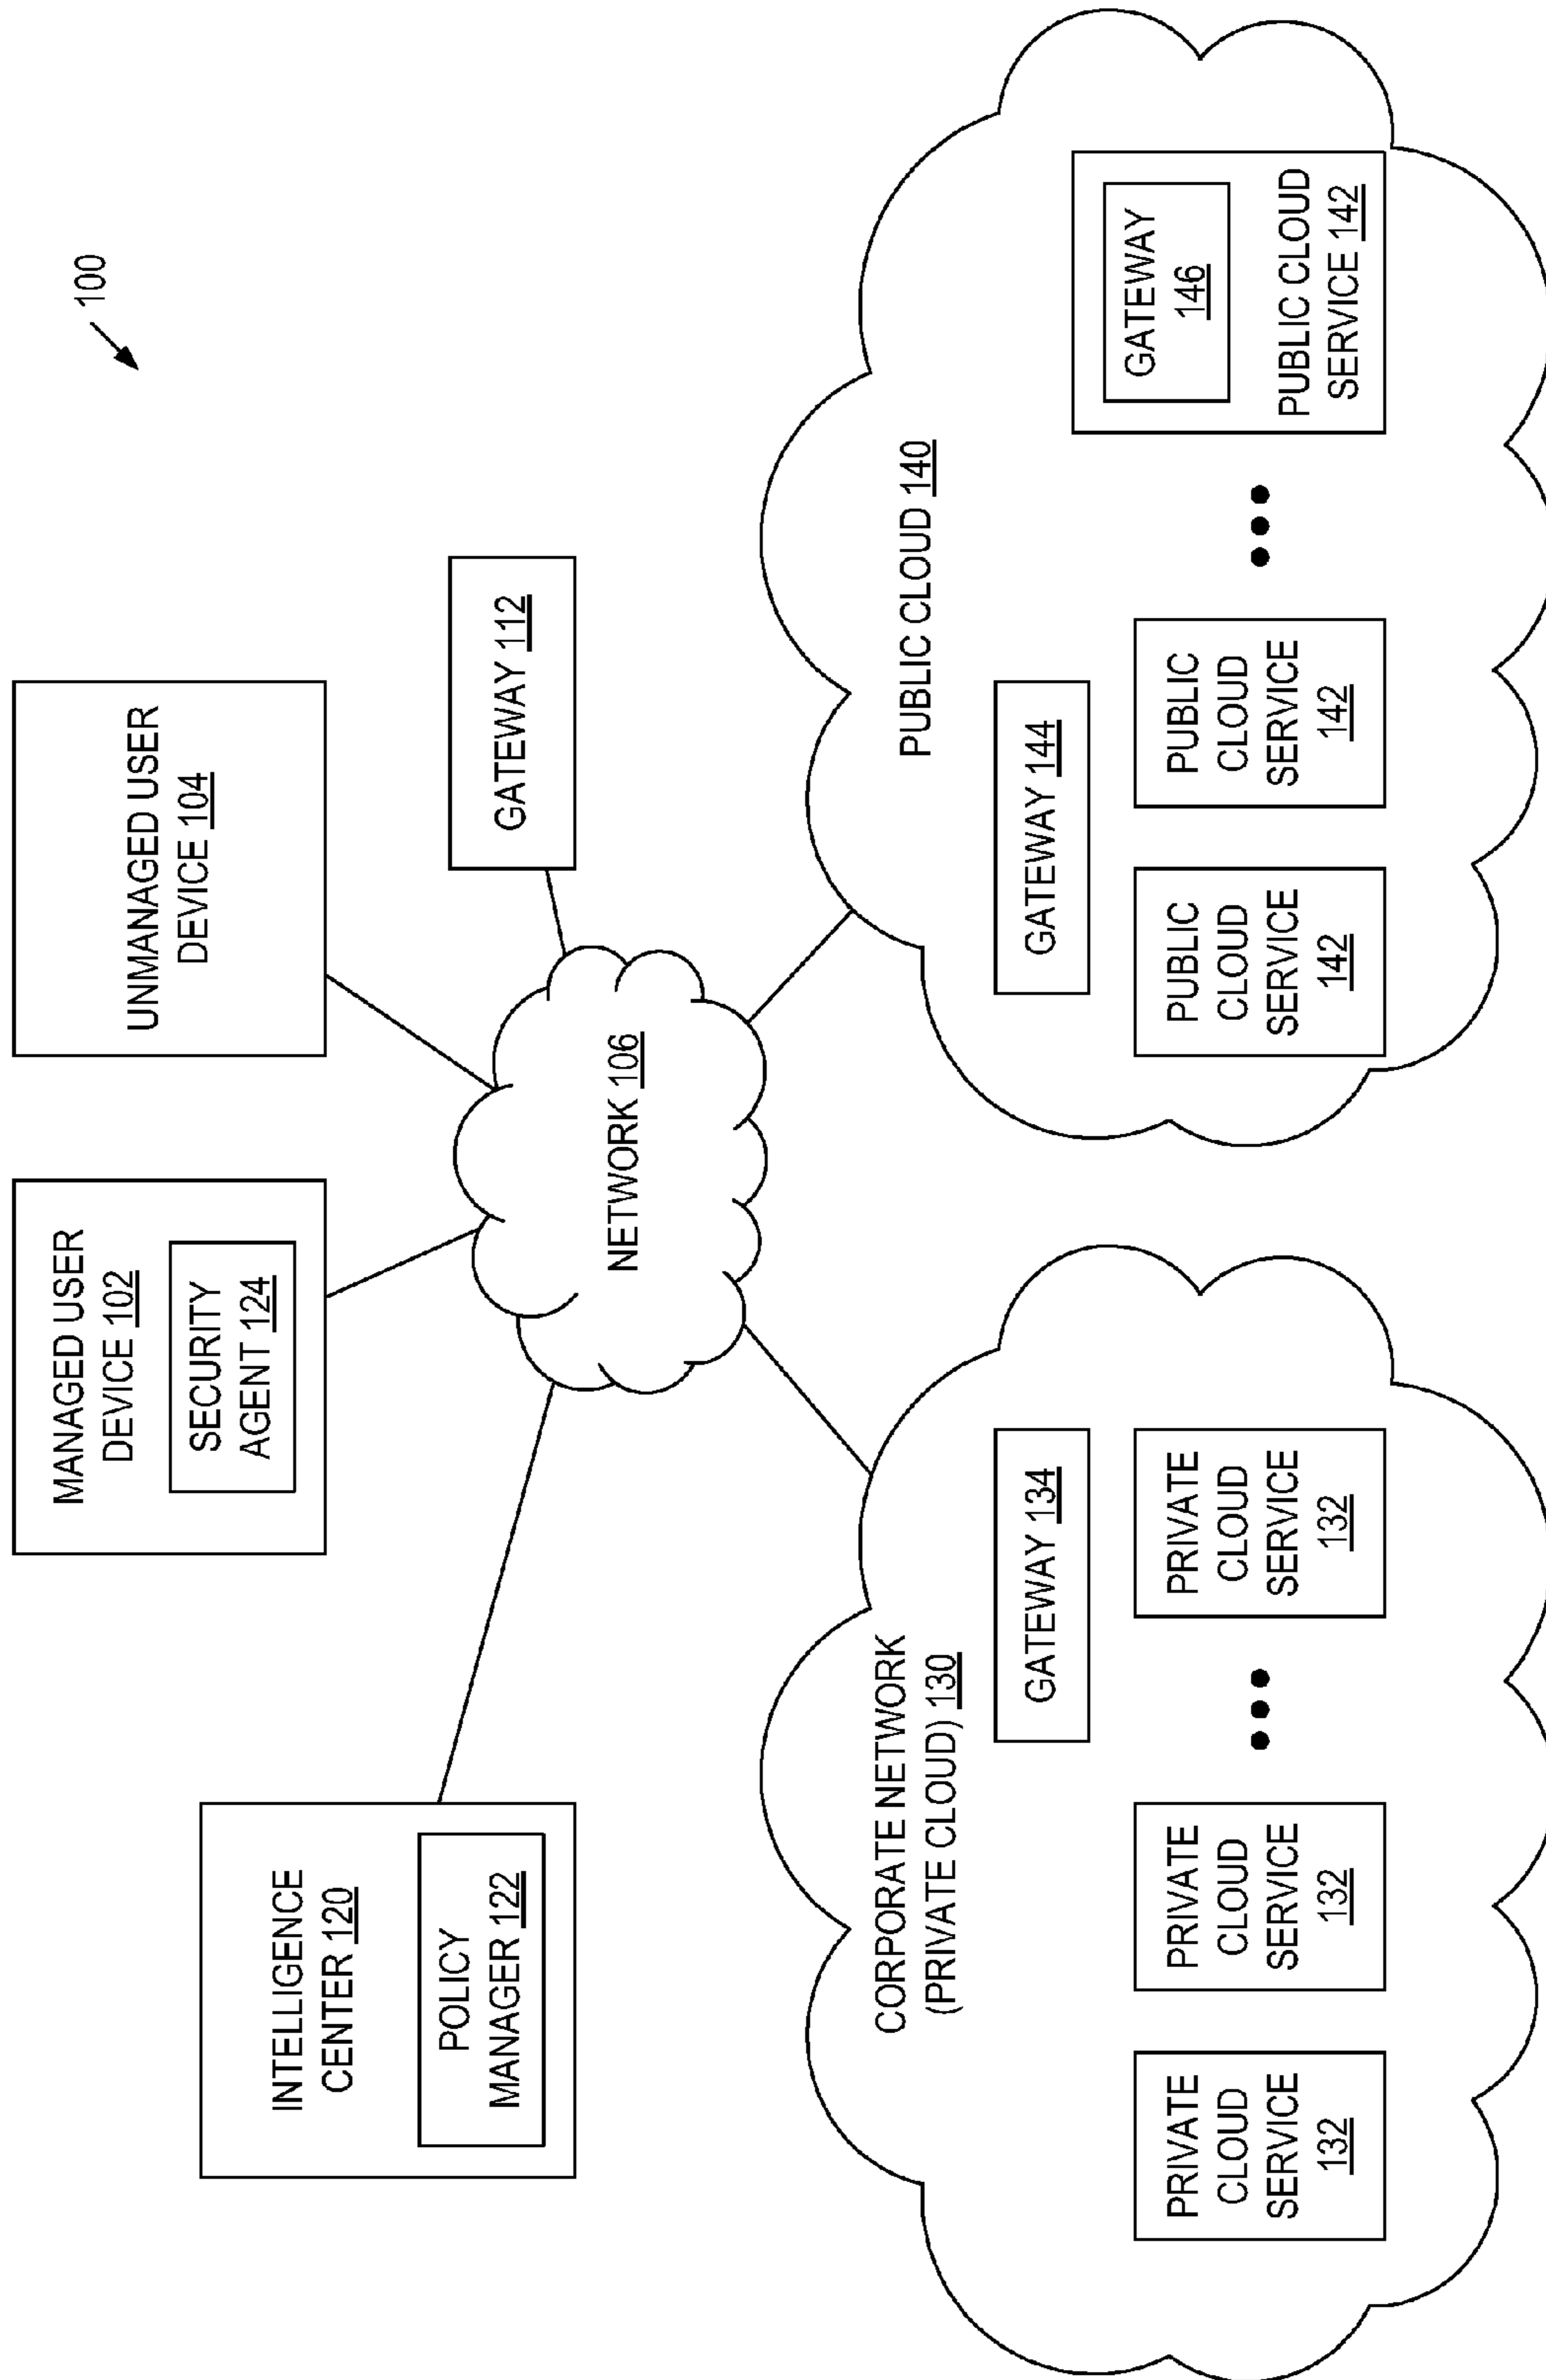 100
INTELLIGENCE
CENTER 120
POLICY
MANAGER 122
MANAGED USER
DEVICE 102
SECURITY
AGENT 124
UNMANAGED USER
DEVICE 104
GATEWAY 112
NETWORK 106
CORPORATE NETWORK
(PRIVATE CLOUD) 130
GATEWAY 134
PRIVATE
CLOUD
SERVICE
132
PRIVATE
CLOUD
SERVICE
132
PRIVATE
CLOUD
SERVICE
132
PUBLIC CLOUD 140
GATEWAY 144
PUBLIC
CLOUD
SERVICE
142
PUBLIC
CLOUD
SERVICE
142
GATEWAY
146
PUBLIC CLOUD
SERVICE 142